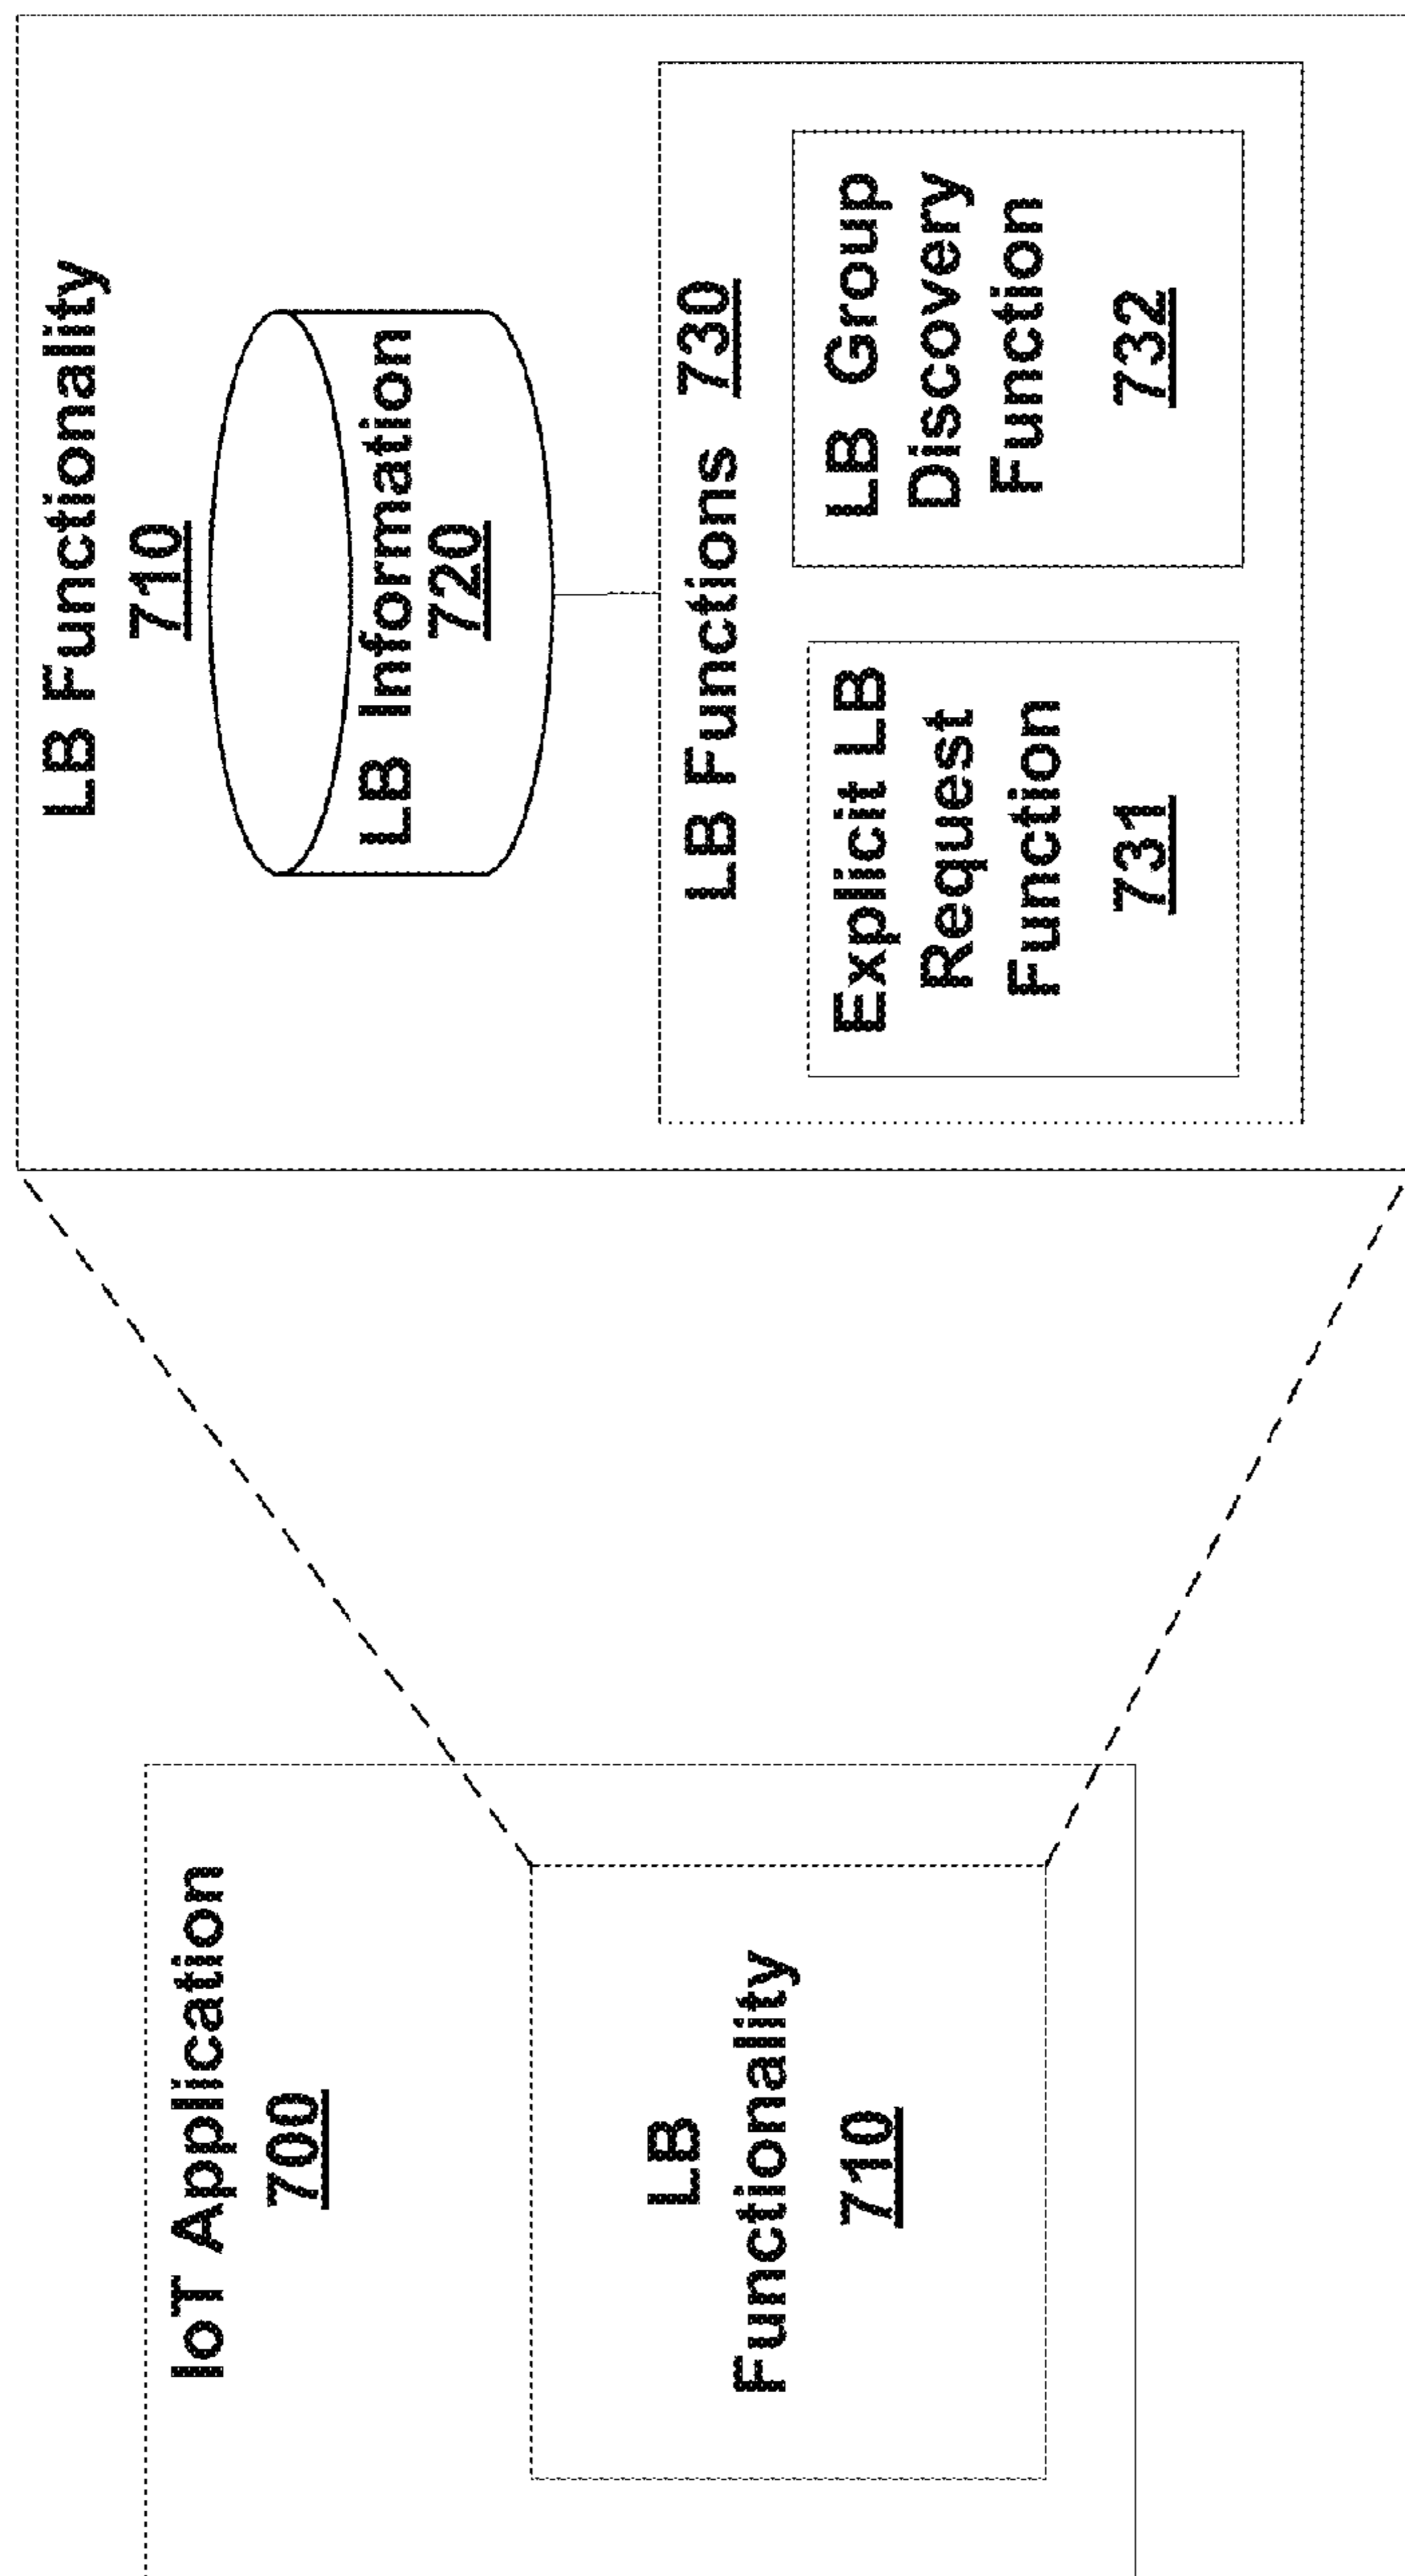 IoT Application
700
LB
Functionality
710
LB Functionality
710
LB Information
720
LB Functions 730
Explicit LB
Request
Function
731
LB Group
Discovery
Function
732